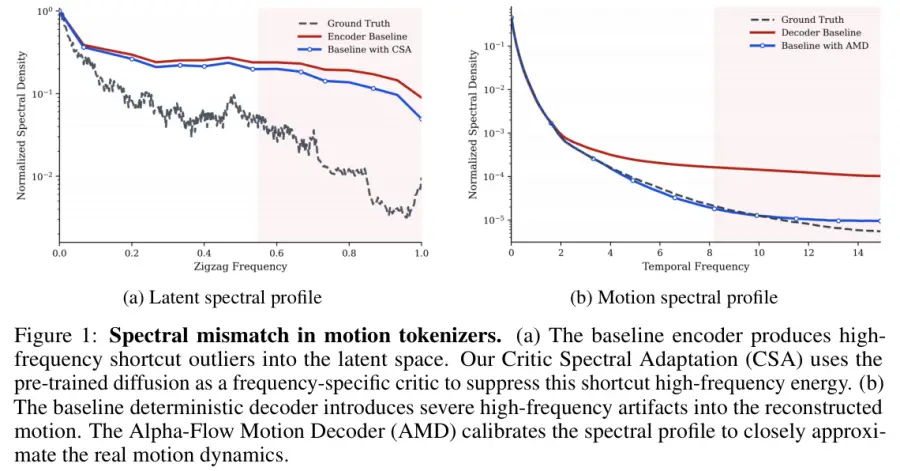 10⁰
10⁻¹
10⁻²
Normalized Spectral Density
Ground Truth
Encoder Baseline
Baseline with CSA
0.0 0.2 0.4 0.6 0.8 1.0
Zigzag Frequency
(a) Latent spectral profile
10⁻¹
10⁻²
10⁻³
10⁻⁴
10⁻⁵
Normalized Spectral Density
Ground Truth
Decoder Baseline
Baseline with AMD
0 2 4 6 8 10 12 14
Temporal Frequency
(b) Motion spectral profile
Figure 1: Spectral mismatch in motion tokenizers. (a) The baseline encoder produces high-
frequency shortcut outliers into the latent space. Our Critic Spectral Adaptation (CSA) uses the
pre-trained diffusion as a frequency-specific critic to suppress this shortcut high-frequency energy. (b)
The baseline deterministic decoder introduces severe high-frequency artifacts into the reconstructed
motion. The Alpha-Flow Motion Decoder (AMD) calibrates the spectral profile to closely approxi-
mate the real motion dynamics.